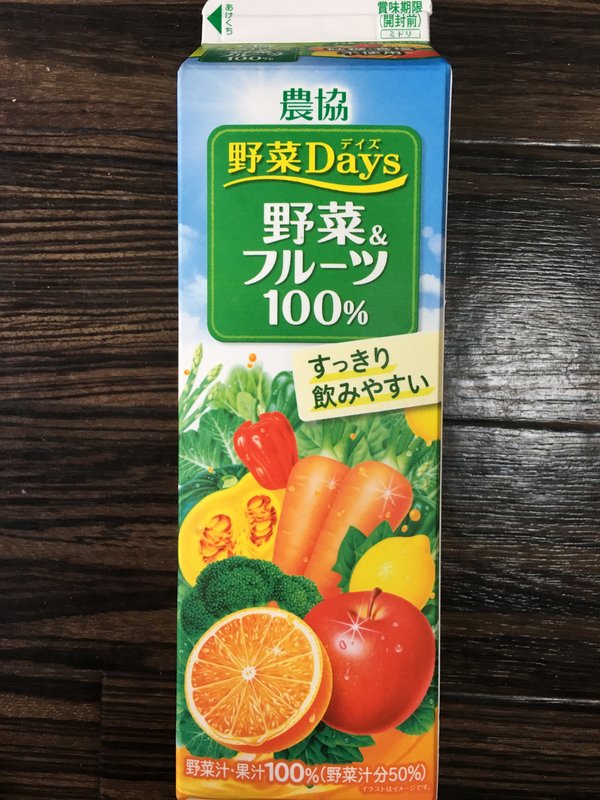 あけくち
賞味期限
(開封前)
ミドリ
100%
農協
デイズ
野菜Days
野菜&
フルーツ
100%
すっきり
飲みやすい
野菜汁・果汁100%(野菜汁分50%)
イラストはイメージです。